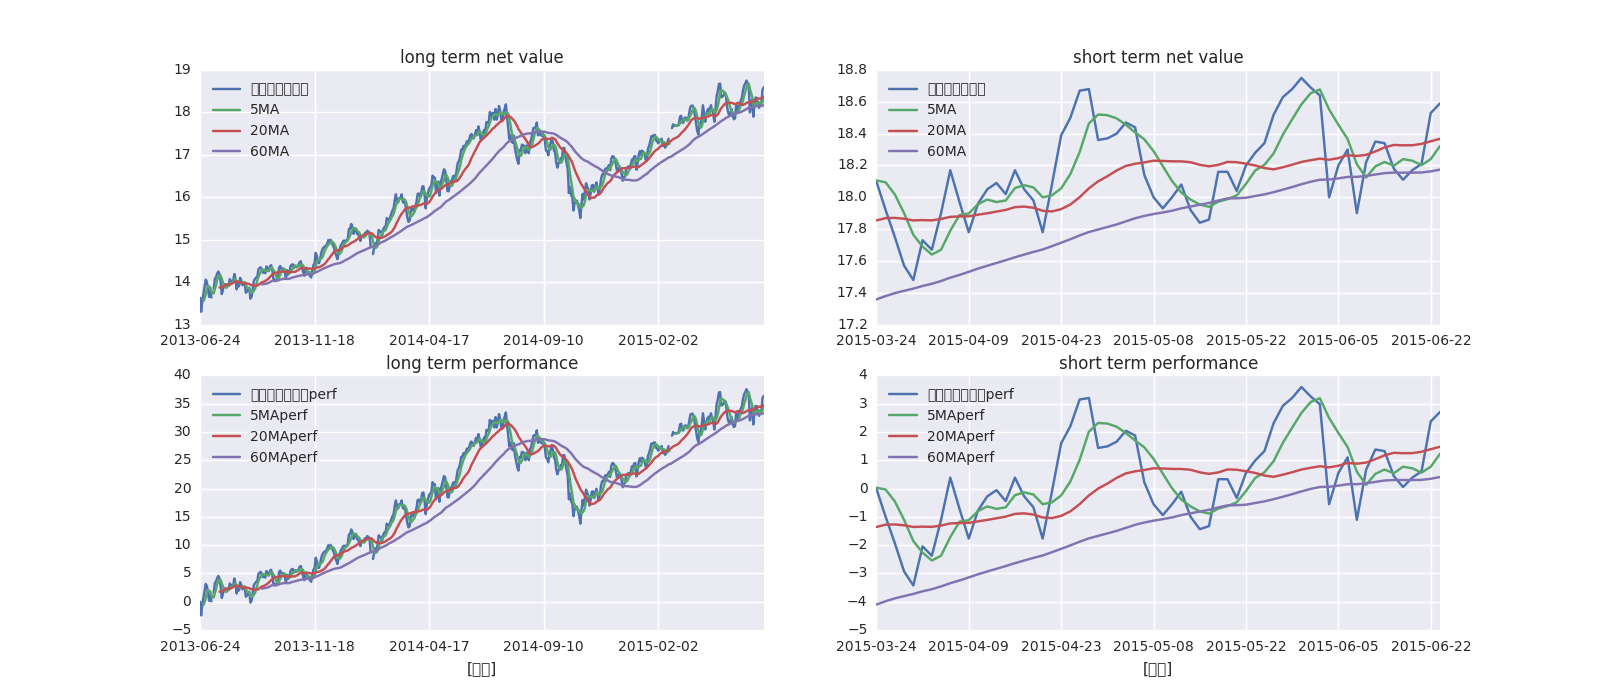 long term net value
19
18
17
16
15
14
13
5MA
20MA
60MA
2013-06-24 2013-11-18 2014-04-17 2014-09-10 2015-02-02
short term net value
18.8
18.6
18.4
18.2
18.0
17.8
17.6
17.4
17.2
5MA
20MA
60MA
2015-03-24 2015-04-09 2015-04-23 2015-05-08 2015-05-22 2015-06-05 2015-06-22
long term performance
40
35
30
25
20
15
10
5
0
−5
perf
5MAperf
20MAperf
60MAperf
2013-06-24 2013-11-18 2014-04-17 2014-09-10 2015-02-02
short term performance
4
3
2
1
0
−1
−2
−3
−4
−5
perf
5MAperf
20MAperf
60MAperf
2015-03-24 2015-04-09 2015-04-23 2015-05-08 2015-05-22 2015-06-05 2015-06-22